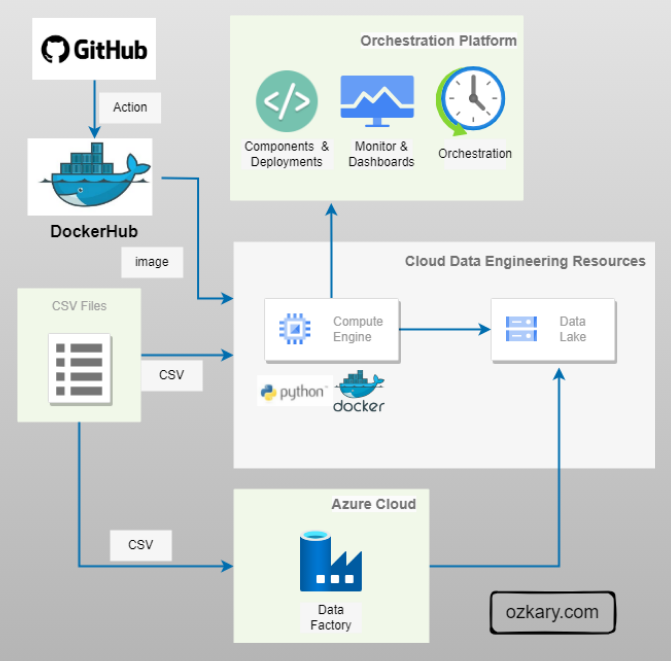 GitHub
Action
DockerHub
image
Orchestration Platform
Components &
Deployments
Monitor &
Dashboards
Orchestration
Cloud Data Engineering Resources
Compute
Engine
Data
Lake
python
docker
CSV Files
CSV
CSV
Azure Cloud
Data
Factory
ozkary.com